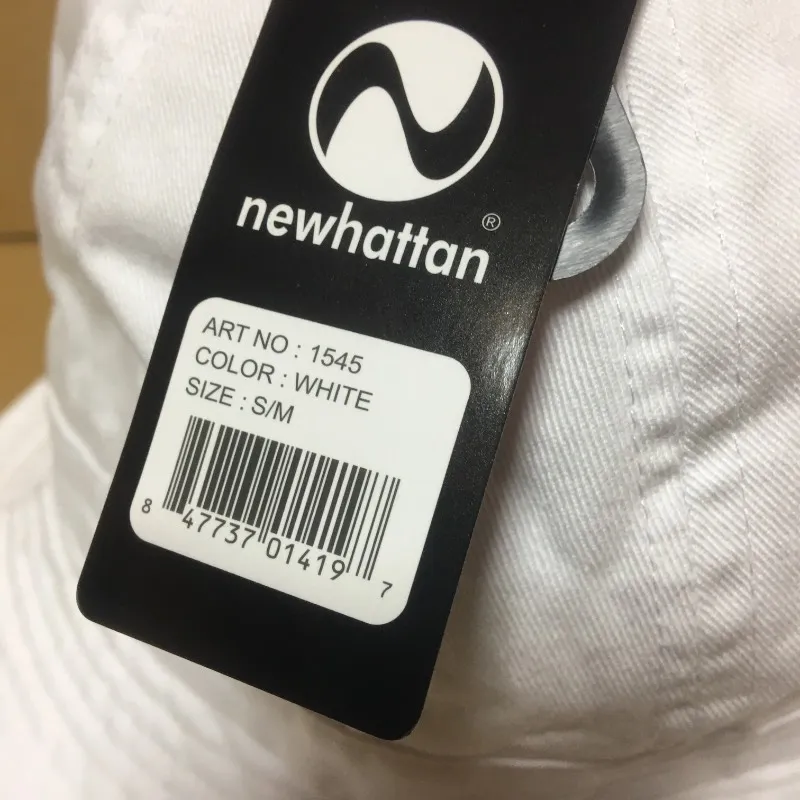 newhattan®
ART NO : 1545
COLOR : WHITE
SIZE : S/M
8 47737 01419 7